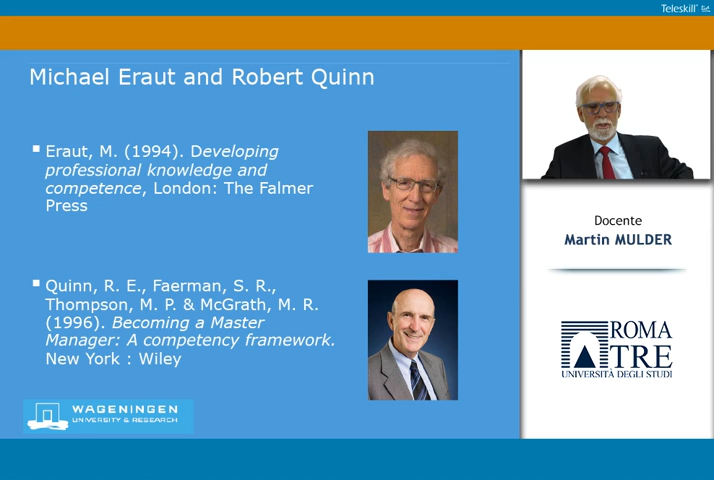 Teleskill
Michael Eraut and Robert Quinn
Eraut, M. (1994). Developing
professional knowledge and
competence, London: The Falmer
Press
Quinn, R. E., Faerman, S. R.,
Thompson, M. P. & McGrath, M. R.
(1996). Becoming a Master
Manager: A competency framework.
New York : Wiley
WAGENINGEN
UNIVERSITY & RESEARCH
Docente
Martin MULDER
ROMA
TRE
UNIVERSITÀ DEGLI STUDI